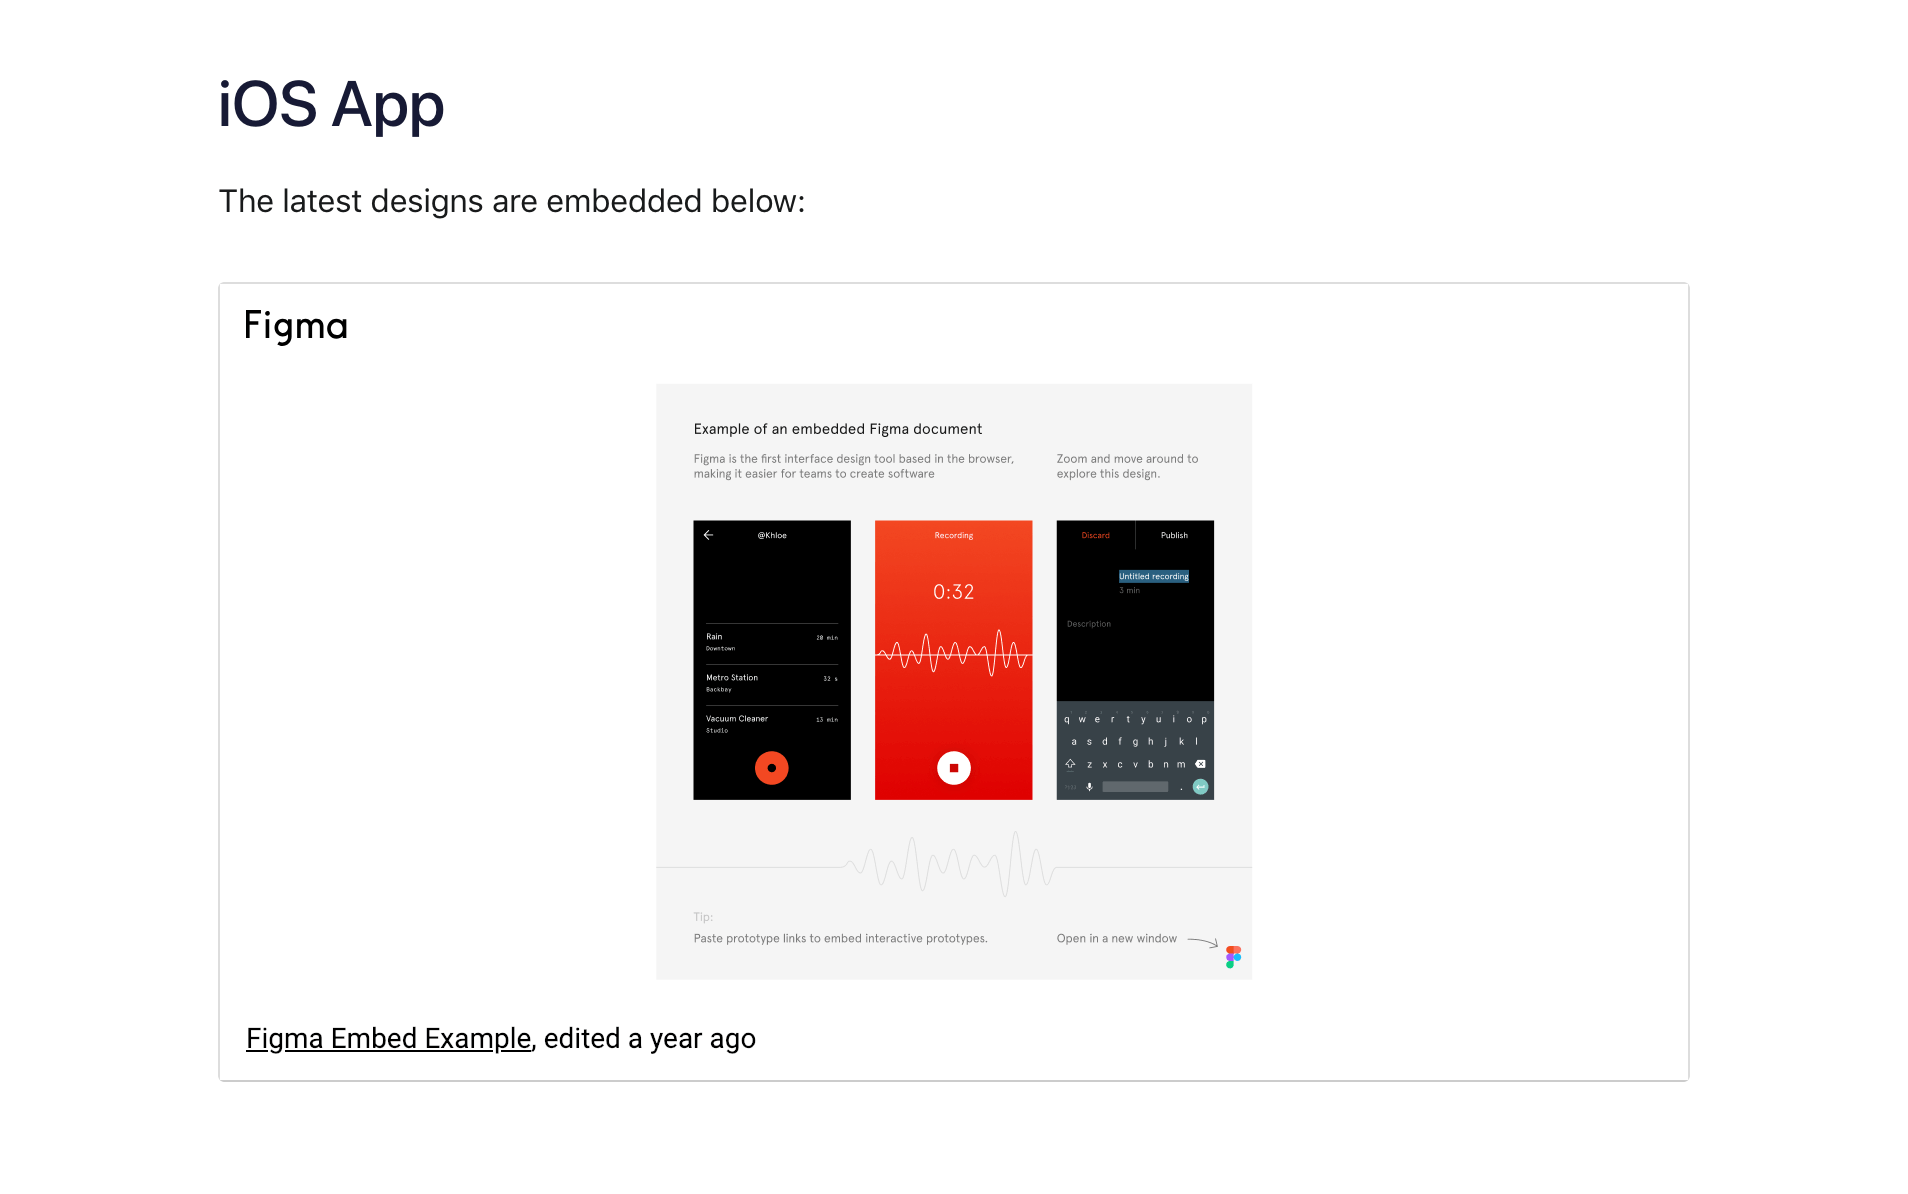 iOS App
The latest designs are embedded below:
Figma
Example of an embedded Figma document
Figma is the first interface design tool based in the browser,
making it easier for teams to create software
Zoom and move around to
explore this design.
@Khloe
Rain
20 min
Downtown
Metro Station
32 s
Backbay
Vacuum Cleaner
13 min
Studio
Recording
0:32
Discard
Publish
Untitled recording
3 min
Description
q w e r t y u i o p
a s d f g h j k l
z x c v b n m
.
Tip:
Paste prototype links to embed interactive prototypes.
Open in a new window
Figma Embed Example, edited a year ago